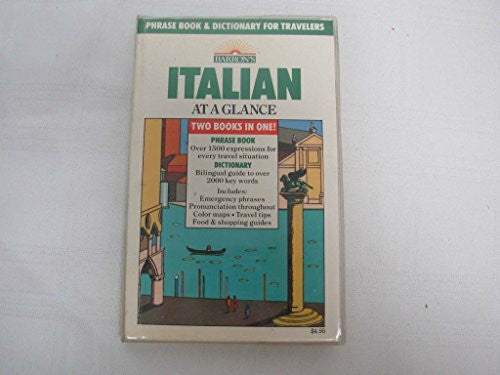 PHRASE BOOK & DICTIONARY FOR TRAVELERS
BARRON'S
ITALIAN
AT A GLANCE
TWO BOOKS IN ONE!
PHRASE BOOK
Over 1500 expressions for
every travel situation
DICTIONARY
Bilingual guide to over
2000 key words
Includes:
Emergency phrases
Pronunciation throughout
Color maps • Travel tips
Food & shopping guides
$4.95